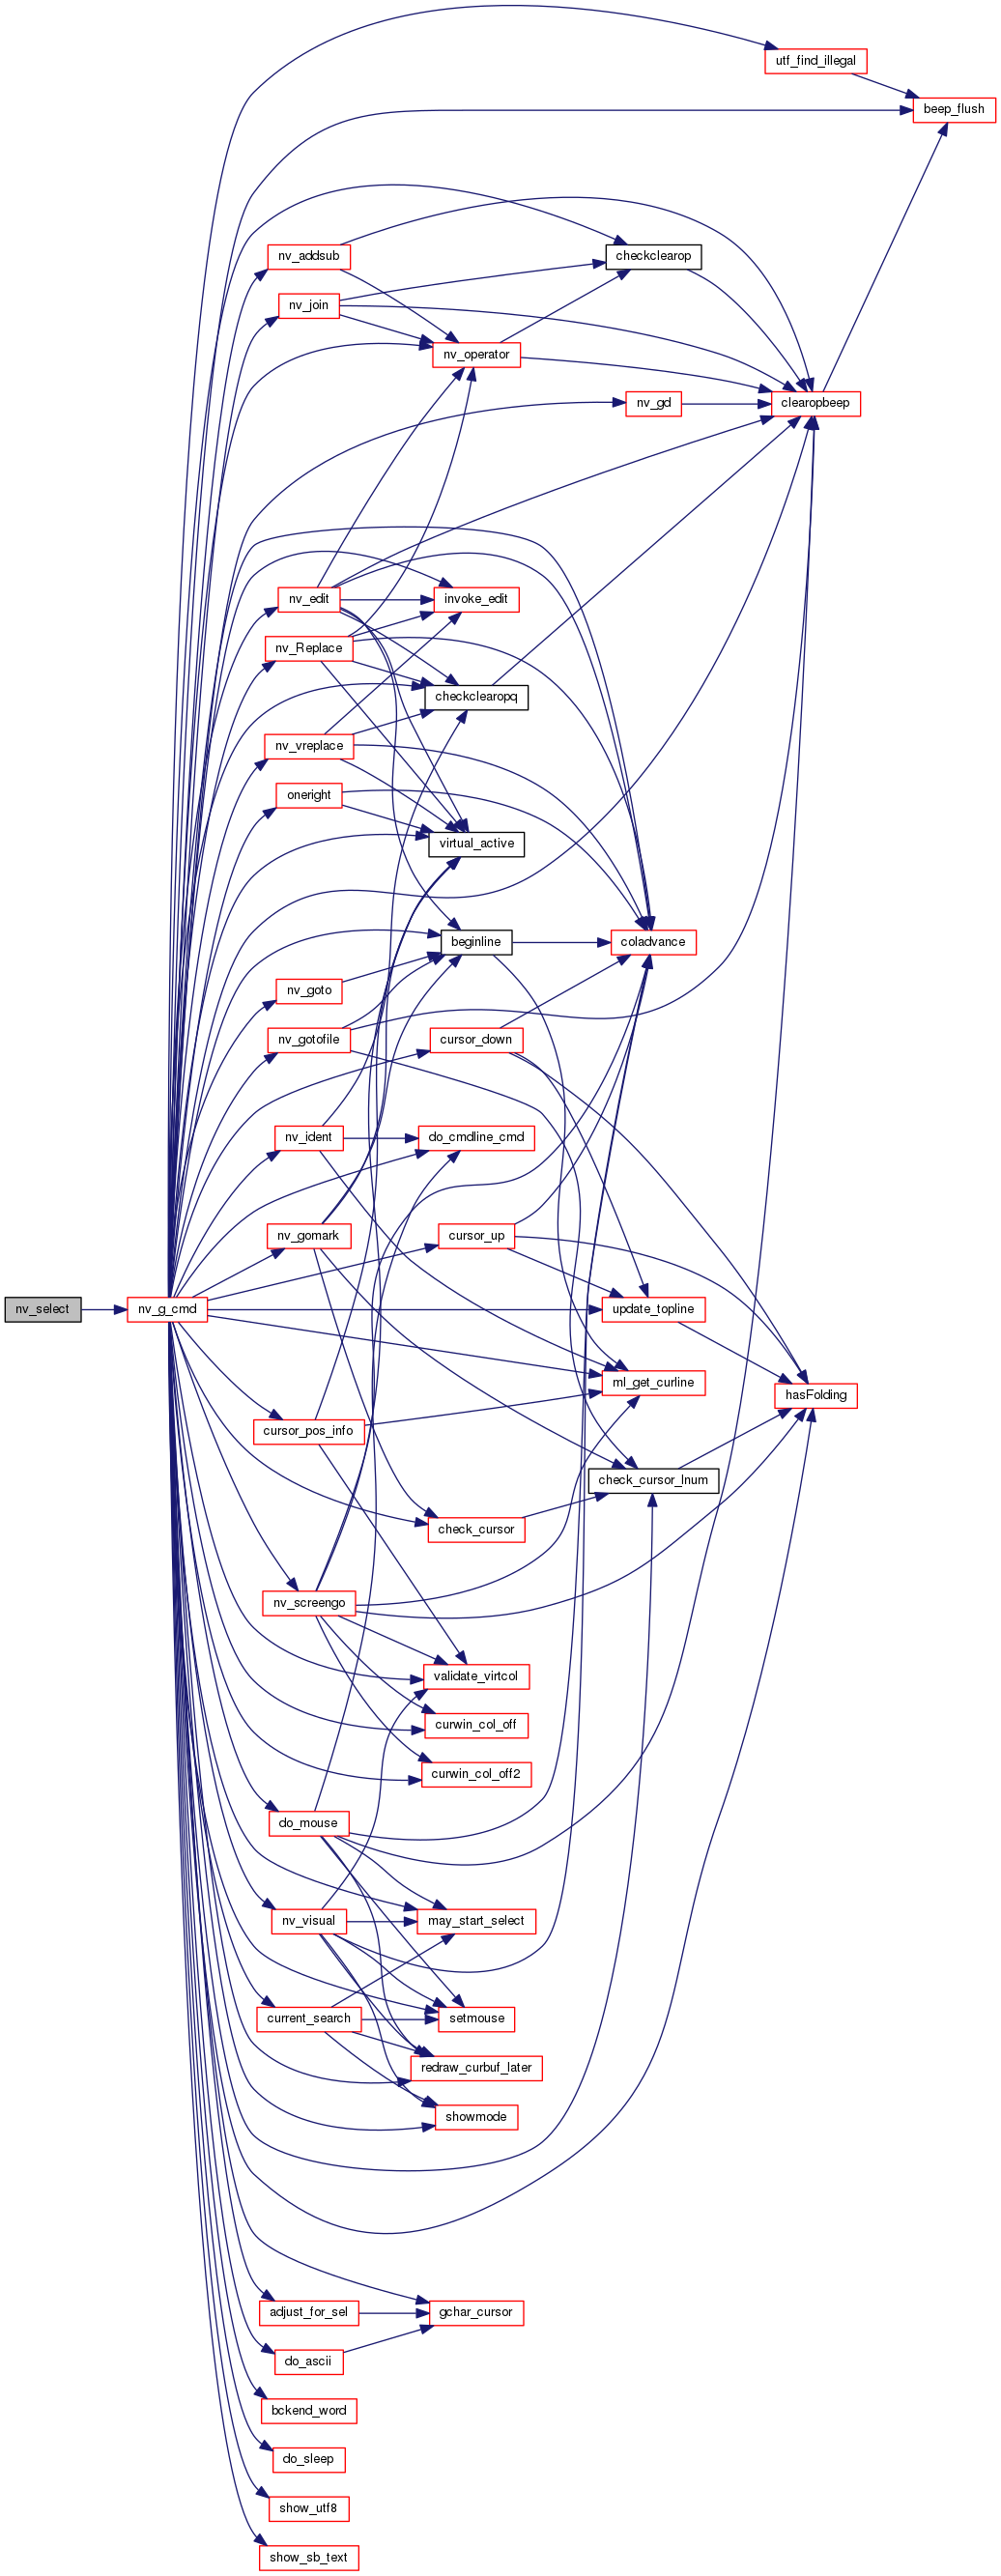 utf_find_illegal
beep_flush
nv_addsub
checkclearop
nv_join
nv_operator
nv_gd
clearopbeep
nv_edit
invoke_edit
nv_Replace
checkclearopq
nv_vreplace
oneright
virtual_active
beginline
coladvance
nv_goto
nv_gotofile
cursor_down
nv_ident
do_cmdline_cmd
nv_gomark
cursor_up
nv_select
nv_g_cmd
update_topline
ml_get_curline
hasFolding
cursor_pos_info
check_cursor_lnum
check_cursor
nv_screengo
validate_virtcol
curwin_col_off
curwin_col_off2
do_mouse
nv_visual
may_start_select
current_search
setmouse
redraw_curbuf_later
showmode
adjust_for_sel
gchar_cursor
do_ascii
bckend_word
do_sleep
show_utf8
show_sb_text